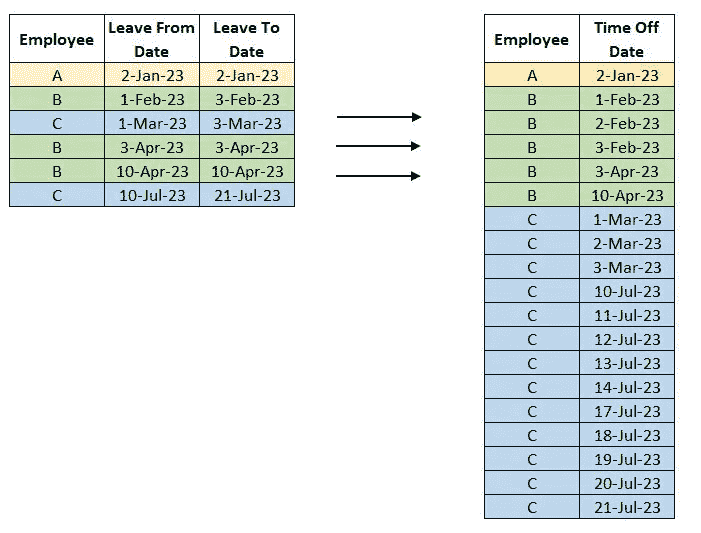 Employee Leave From Date Leave To Date
A 2-Jan-23 2-Jan-23
B 1-Feb-23 3-Feb-23
C 1-Mar-23 3-Mar-23
B 3-Apr-23 3-Apr-23
B 10-Apr-23 10-Apr-23
C 10-Jul-23 21-Jul-23
Employee Time Off Date
A 2-Jan-23
B 1-Feb-23
B 2-Feb-23
B 3-Feb-23
B 3-Apr-23
B 10-Apr-23
C 1-Mar-23
C 2-Mar-23
C 3-Mar-23
C 10-Jul-23
C 11-Jul-23
C 12-Jul-23
C 13-Jul-23
C 14-Jul-23
C 17-Jul-23
C 18-Jul-23
C 19-Jul-23
C 20-Jul-23
C 21-Jul-23